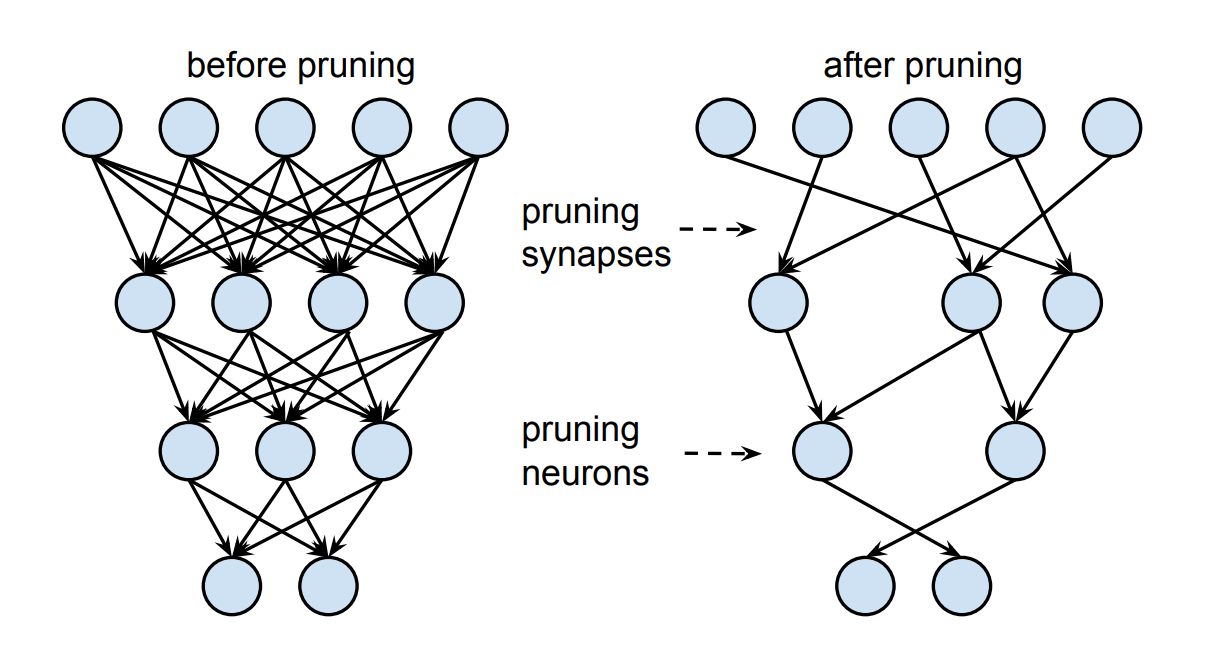 before pruning
after pruning
pruning
synapses
pruning
neurons